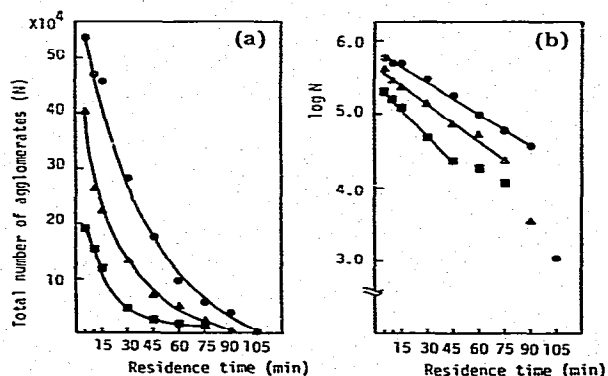 X10⁴
(a)
50
40
30
20
10
Total number of agglomerates (N)
15 30 45 60 75 90 105
Residence time (min)
(b)
6.0
5.0
4.0
3.0
log N
15 30 45 60 75 90 105
Residence time (min)